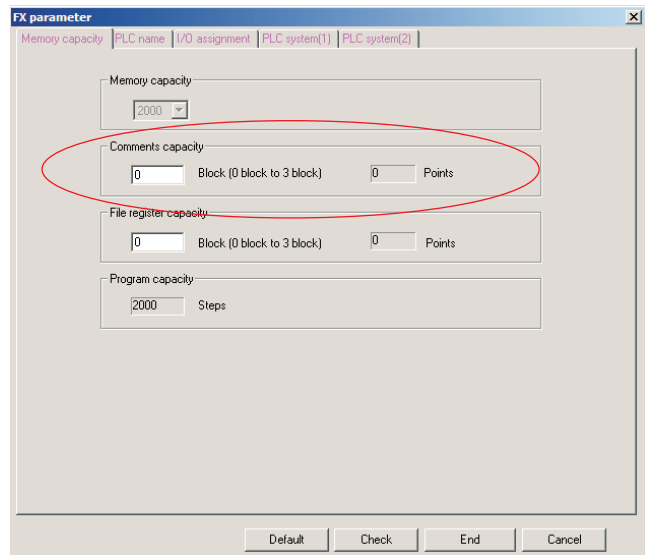 FX parameter
Memory capacity PLC name I/O assignment PLC system(1) PLC system(2)
Memory capacity
2000
Comments capacity
0 Block (0 block to 3 block) 0 Points
File register capacity
0 Block (0 block to 3 block) 0 Points
Program capacity
2000 Steps
Default Check End Cancel